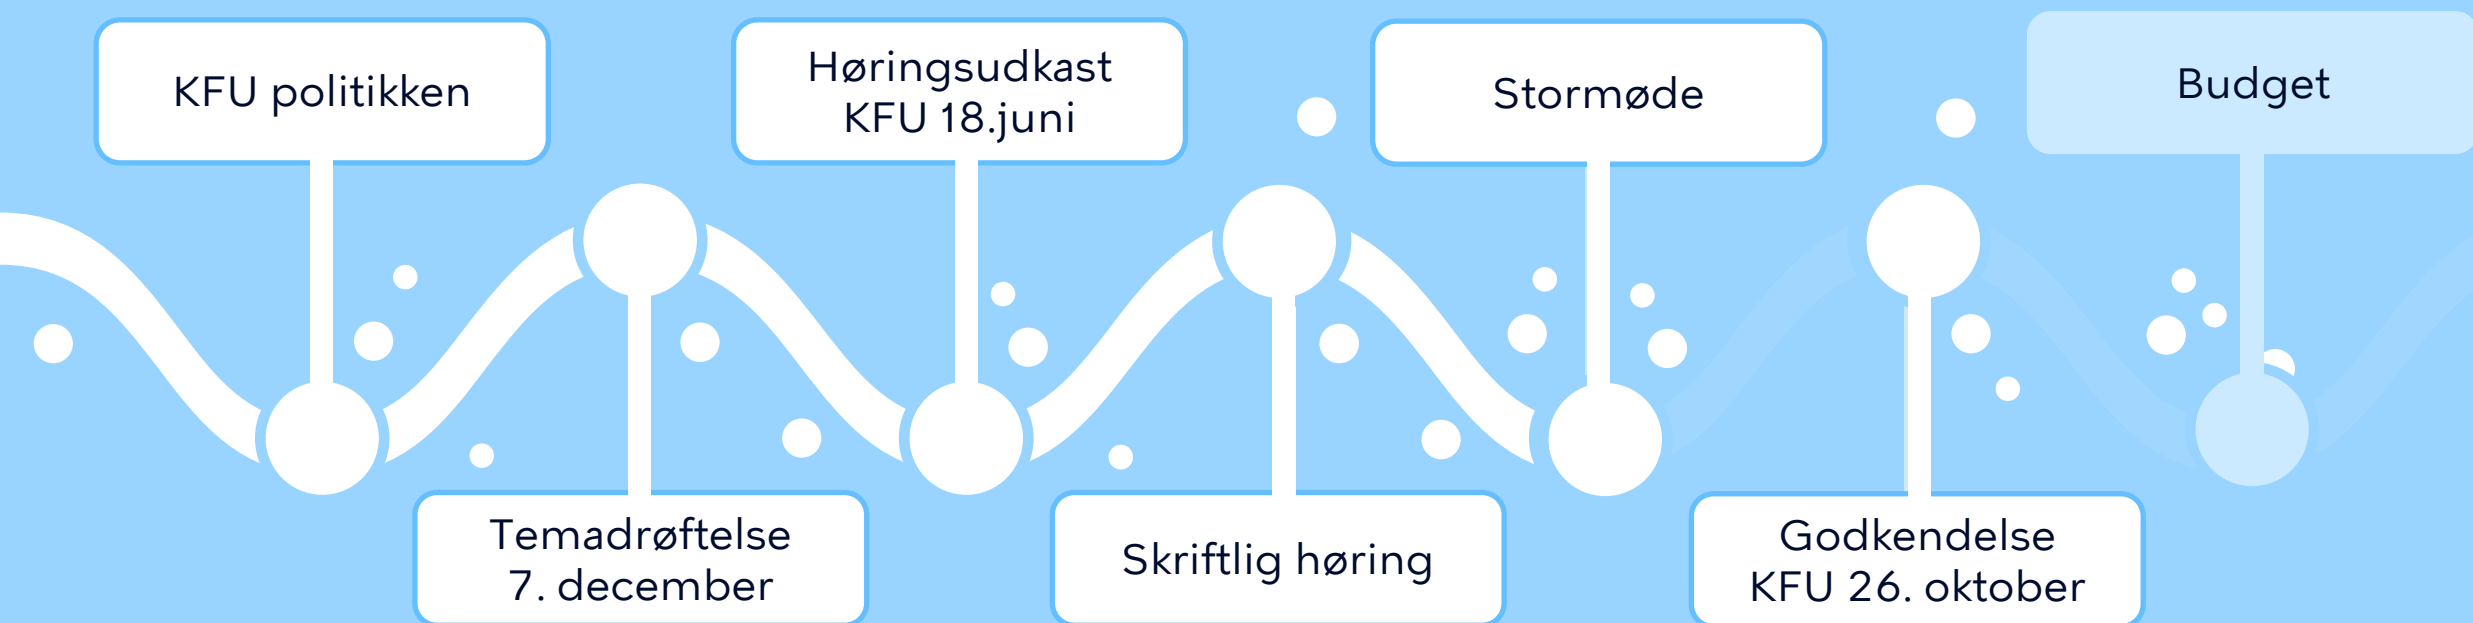 KFU politikken
Temadrøftelse
7. december
Høringsudkast
KFU 18.juni
Skriftlig høring
Stormøde
Godkendelse
KFU 26. oktober
Budget